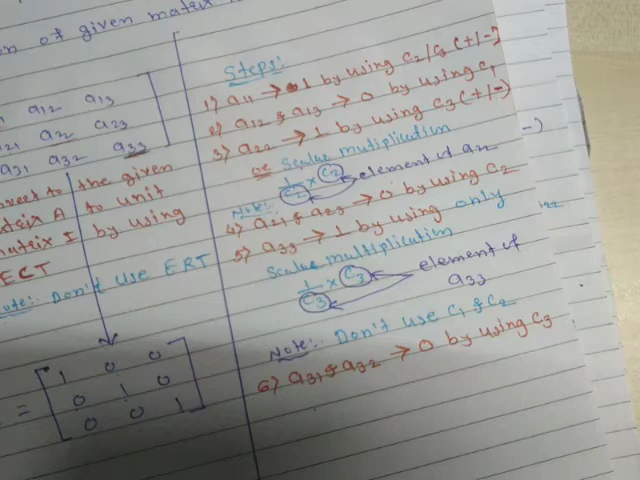 on of given matrix
a12 a13
a21 a22 a23
a31 a32 a33
the given
matrix A to unit
matrix I by using
ECT
Note:- Don't use ERT
= [1 0 0
0 1 0
0 0 1]
Steps:
1) a11 → 1 by using C2/C3 (+/-)
2) a12 & a13 → 0 by using C1
3) a22 → 1 by using C3 (+/-)
or Scalar mutiplication
1/C2 × C2 element of a22
Note:
4) a21 & a23 → 0 by using C2
5) a33 → 1 by using only
Scalar multiplication
1/C3 × C3 element of
a33
Note:- Don't use C1 & C2
6) a31 & a32 → 0 by using C3